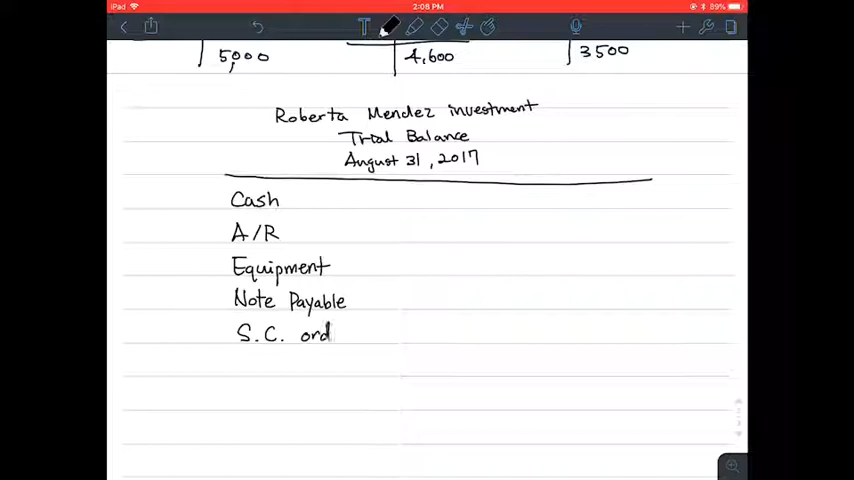 iPad 2:08 PM 89%
T
5,000 4,600 3500
Roberta Mendez investment
Trial Balance
August 31, 2017
Cash
A/R
Equipment
Note Payable
S.C. ord